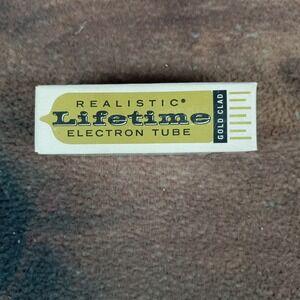 REALISTIC®
Lifetime
ELECTRON TUBE
GOLD CLAD